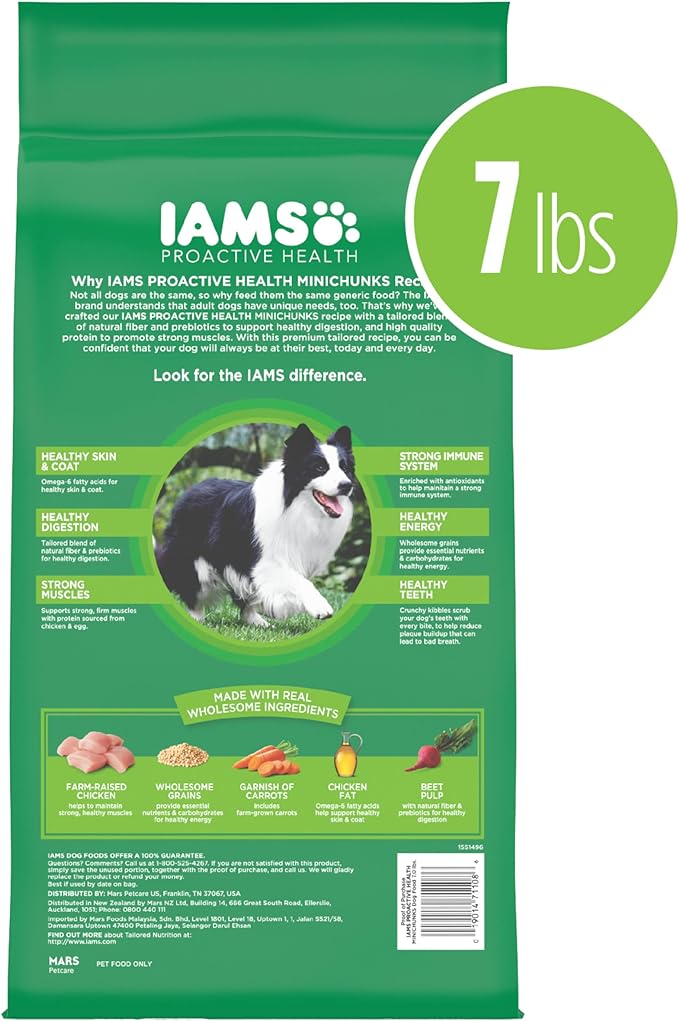 7 lbs
IAMS
PROACTIVE HEALTH
Why IAMS PROACTIVE HEALTH MINICHUNKS
Not all dogs are the same, so why feed them the same generic food? The
brand understands that adult dogs have unique needs, too. That's why
crafted our IAMS PROACTIVE HEALTH MINICHUNKS recipe with a tailored
of natural fiber and prebiotics to support healthy digestion, and high quality
protein to promote strong muscles. With this premium tailored recipe, you can be
confident that your dog will always be at their best, today and every day.
Look for the IAMS difference.
HEALTHY SKIN
& COAT
Omega-6 fatty acids for
healthy skin & coat.
HEALTHY
DIGESTION
Tailored blend of
natural fiber & prebiotics
for healthy digestion.
STRONG
MUSCLES
Supports strong, firm muscles
with protein sourced from
chicken & egg.
STRONG IMMUNE
SYSTEM
Enriched with antioxidants
to help maintain a strong
immune system.
HEALTHY
ENERGY
Wholesome grains
provide essential nutrients
& carbohydrates for
healthy energy.
HEALTHY
TEETH
Crunchy kibbles scrub
your dog's teeth with
every bite, to help reduce
plaque buildup that can
lead to bad breath.
MADE WITH REAL
WHOLESOME INGREDIENTS
FARM-RAISED
CHICKEN
helps to maintain
strong, healthy muscles
WHOLESOME
GRAINS
provide essential
nutrients & carbohydrates
for healthy energy
GARNISH OF
CARROTS
includes
farm-grown carrots
CHICKEN
FAT
Omega-6 fatty acids
help support healthy
skin & coat
BEET
PULP
with natural fiber &
prebiotics for healthy
digestion
1551496
IAMS DOG FOODS OFFER A 100% GUARANTEE.
Questions? Comments? Call us at 1-800-525-4267. If you are not satisfied with this product,
simply save the unused portion, together with the proof of purchase, and call us. We will gladly
replace the product or refund your money.
Best if used by date on bag.
DISTRIBUTED BY: Mars Petcare US, Franklin, TN 37067, USA
Distributed in New Zealand by Mars NZ Ltd, Building 14, 666 Great South Road, Ellerslie,
Auckland, 1051; Phone: 0800 440 111
Imported by Mars Foods Malaysia, Sdn. Bhd, Level 1801, Level 18, Uptown 1, 1, Jalan SS21/58,
Damansara Uptown 47400 Petaling Jaya, Selangor Darul Ehsan
FIND OUT MORE about Tailored Nutrition at:
http://www.iams.com
MARS
Petcare
PET FOOD ONLY
Proof of Purchase
IAMS PROACTIVE HEALTH
MINICHUNKS Dog Food 7.0 lbs.
0 19014 71108 6